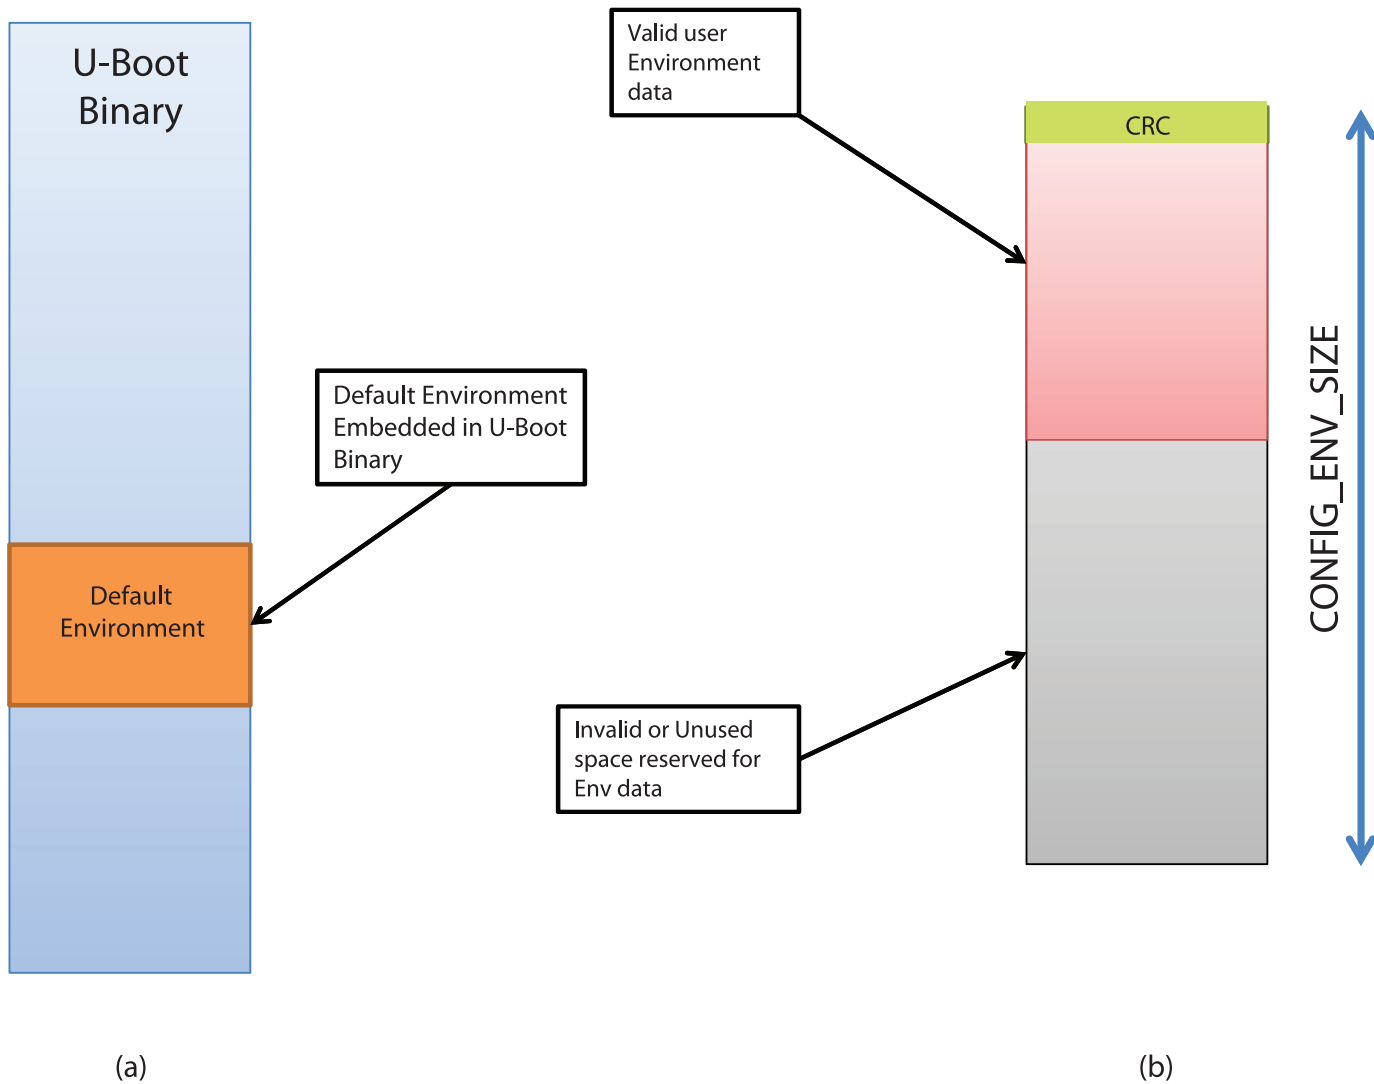 U-Boot
Binary
Valid user
Environment
data
CRC
Default Environment
Embedded in U-Boot
Binary
CONFIG_ENV_SIZE
Default
Environment
Invalid or Unused
space reserved for
Env data
(a)
(b)